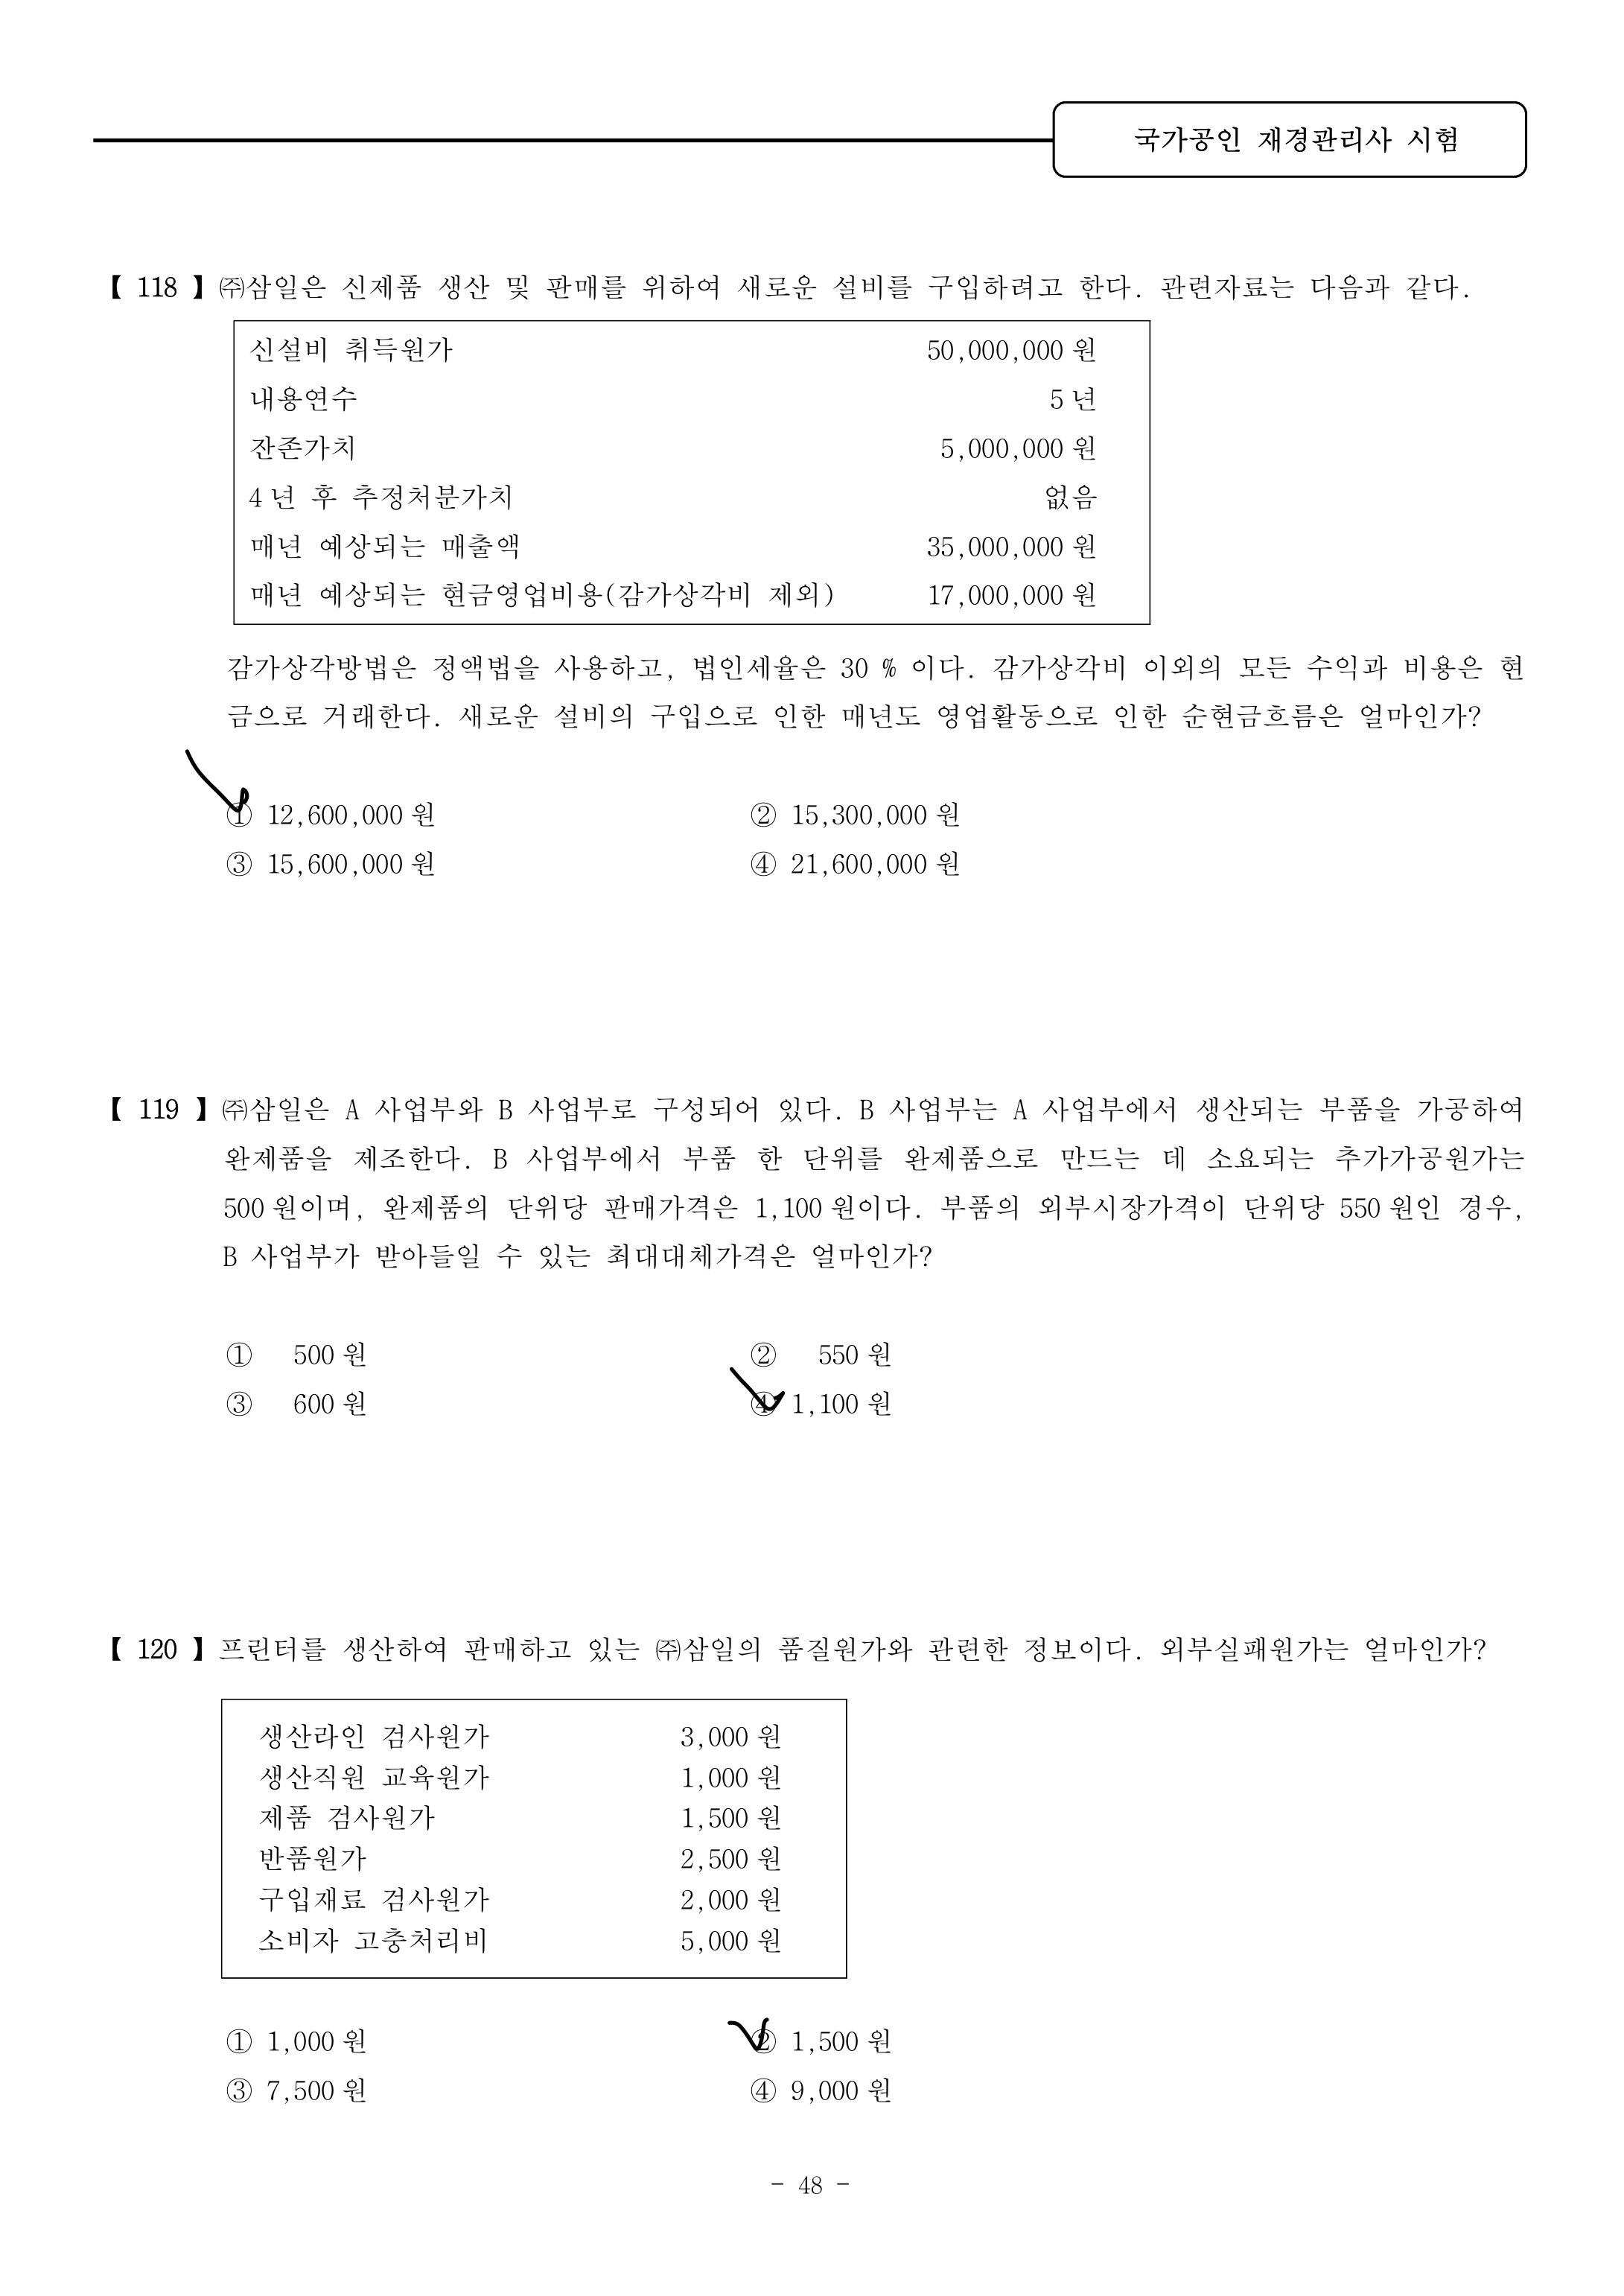 국가공인 재경관리사 시험
【 118 】 ㈜삼일은 신제품 생산 및 판매를 위하여 새로운 설비를 구입하려고 한다. 관련자료는 다음과 같다.
신설비 취득원가 50,000,000 원
내용연수 5 년
잔존가치 5,000,000 원
4 년 후 추정처분가치 없음
매년 예상되는 매출액 35,000,000 원
매년 예상되는 현금영업비용(감가상각비 제외) 17,000,000 원
감가상각방법은 정액법을 사용하고, 법인세율은 30 % 이다. 감가상각비 이외의 모든 수익과 비용은 현
금으로 거래한다. 새로운 설비의 구입으로 인한 매년도 영업활동으로 인한 순현금흐름은 얼마인가?
① 12,600,000 원 ② 15,300,000 원
③ 15,600,000 원 ④ 21,600,000 원
【 119 】 ㈜삼일은 A 사업부와 B 사업부로 구성되어 있다. B 사업부는 A 사업부에서 생산되는 부품을 가공하여
완제품을 제조한다. B 사업부에서 부품 한 단위를 완제품으로 만드는 데 소요되는 추가가공원가는
500 원이며, 완제품의 단위당 판매가격은 1,100 원이다. 부품의 외부시장가격이 단위당 550 원인 경우,
B 사업부가 받아들일 수 있는 최대대체가격은 얼마인가?
① 500 원 ② 550 원
③ 600 원 ④ 1,100 원
【 120 】 프린터를 생산하여 판매하고 있는 ㈜삼일의 품질원가와 관련한 정보이다. 외부실패원가는 얼마인가?
생산라인 검사원가 3,000 원
생산직원 교육원가 1,000 원
제품 검사원가 1,500 원
반품원가 2,500 원
구입재료 검사원가 2,000 원
소비자 고충처리비 5,000 원
① 1,000 원 ② 1,500 원
③ 7,500 원 ④ 9,000 원
- 48 -